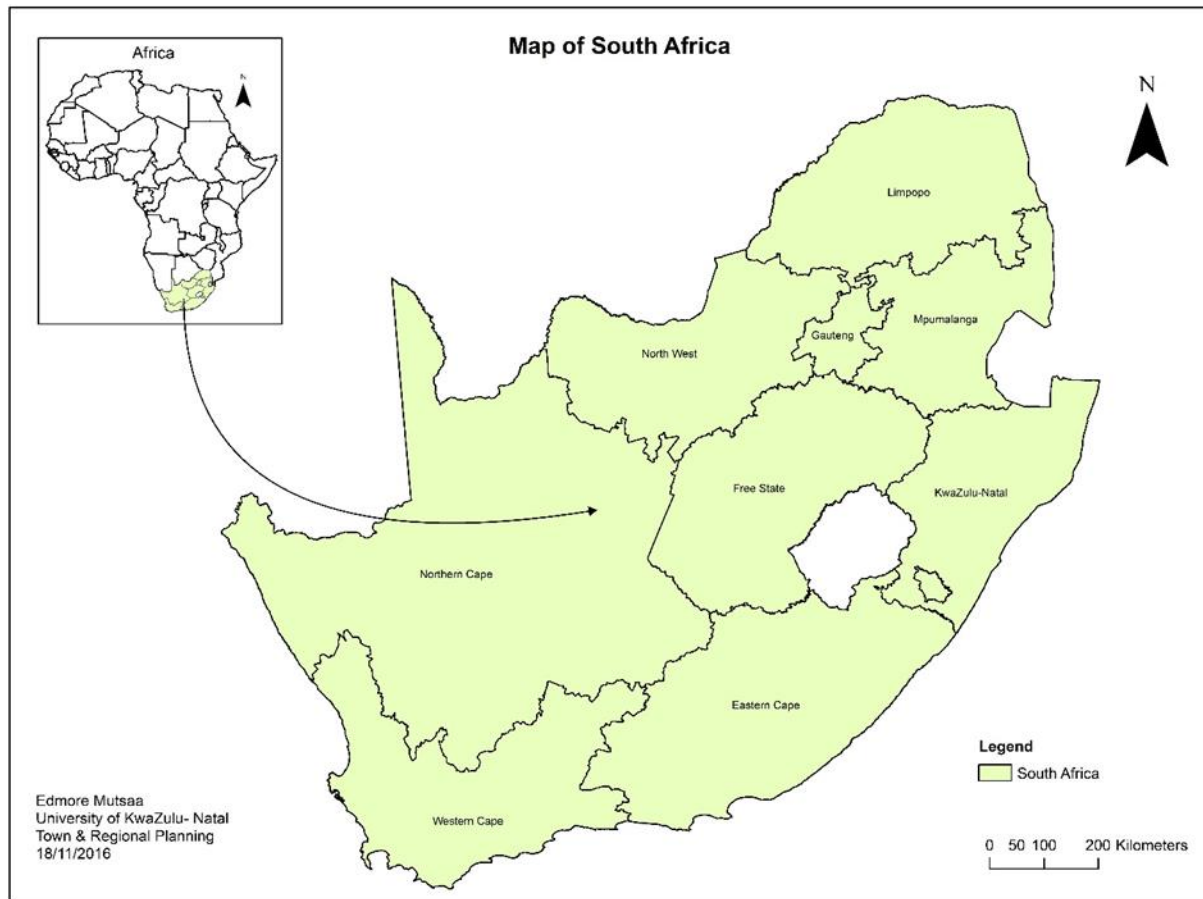 Map of South Africa
Africa
N
N
Limpopo
Mpumalanga
Gauteng
North West
Free State
KwaZulu-Natal
Northern Cape
Eastern Cape
Western Cape
Legend
South Africa
Edmore Mutsaa
University of KwaZulu- Natal
Town & Regional Planning
18/11/2016
0 50 100 200 Kilometers